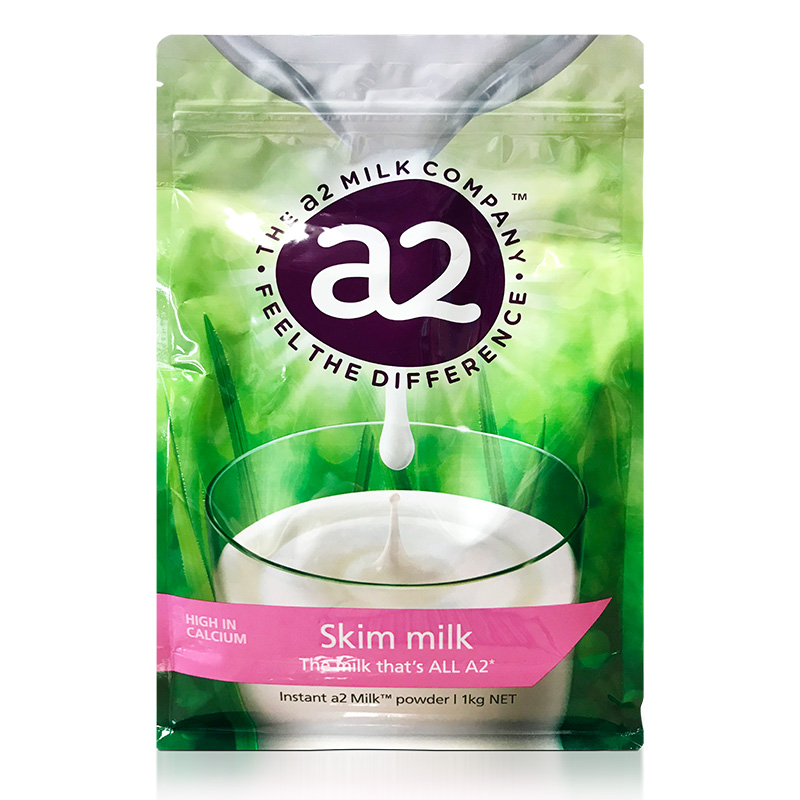 THE a2 MILK COMPANY™
a2
• FEEL THE DIFFERENCE •
HIGH IN
CALCIUM
Skim milk
The milk that's ALL A2*
Instant a2 Milk™ powder | 1kg NET